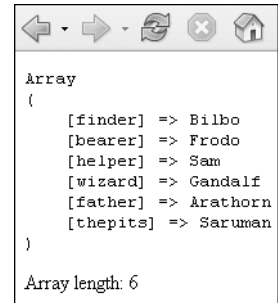 Array
(
    [finder] => Bilbo
    [bearer] => Frodo
    [helper] => Sam
    [wizard] => Gandalf
    [father] => Arathorn
    [thepits] => Saruman
)
Array length: 6